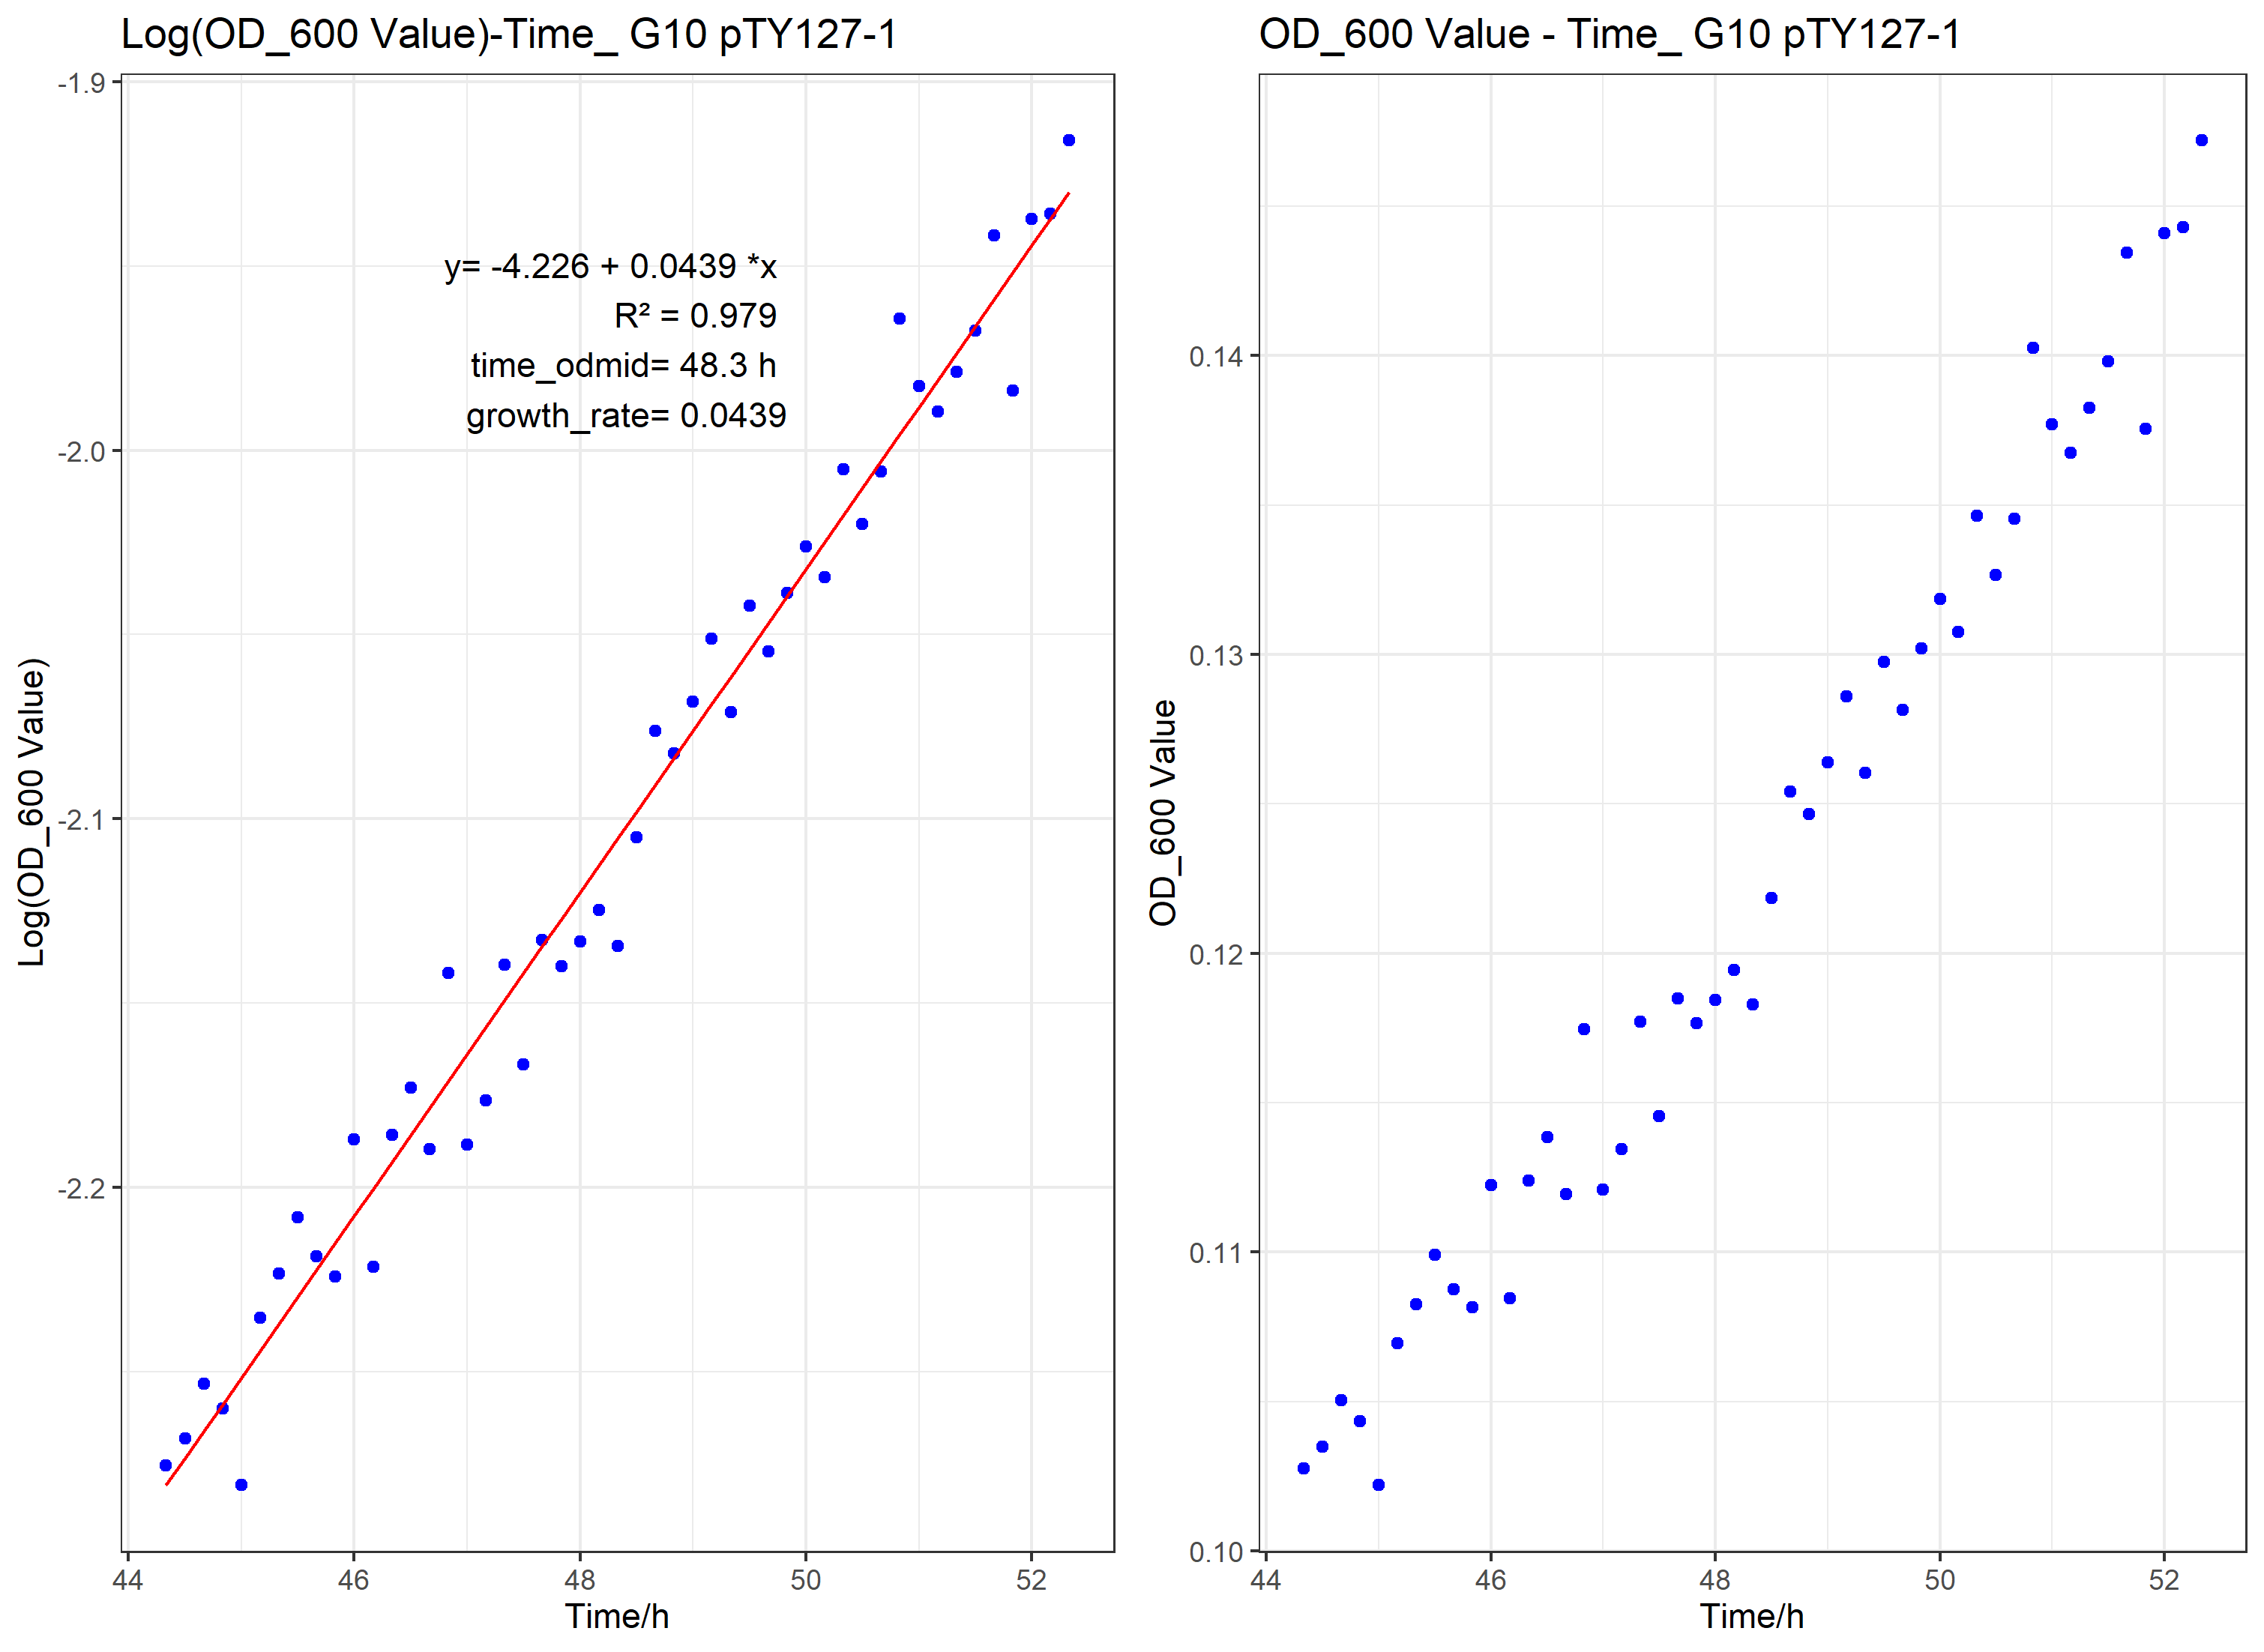 Log(OD_600 Value)-Time_ G10 pTY127-1
-1.9
-2.0
-2.1
-2.2
Log(OD_600 Value)
y= -4.226 + 0.0439 *x
R² = 0.979
time_odmid= 48.3 h
growth_rate= 0.0439
44 46 48 50 52
Time/h
OD_600 Value - Time_ G10 pTY127-1
0.14
0.13
0.12
0.11
0.10
OD_600 Value
44 46 48 50 52
Time/h